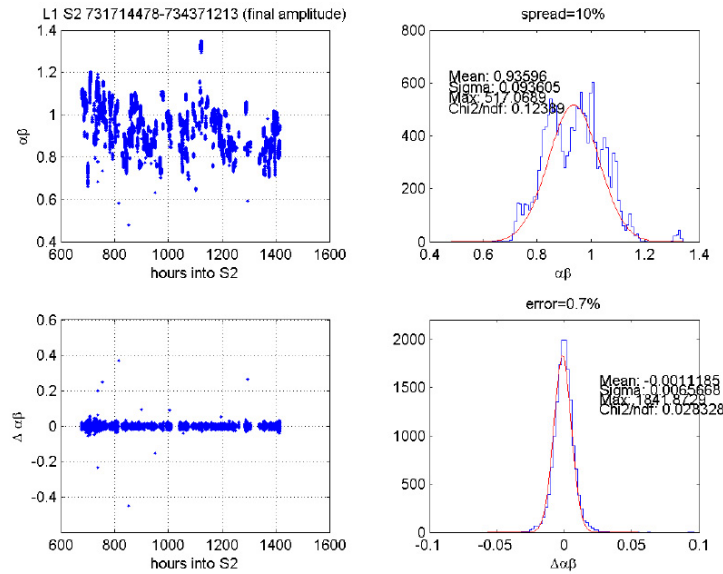 L1 S2 731714478-734371213 (final amplitude)
1.4
1.2
1
0.8
0.6
0.4
600 800 1000 1200 1400 1600
αβ
hours into S2
spread=10%
800
600
400
200
0
0.4 0.6 0.8 1 1.2 1.4
αβ
Mean: 0.93596
Sigma: 0.093605
Max: 517.0689
Chi2/ndf: 0.12389
0.6
0.4
0.2
0
-0.2
-0.4
600 800 1000 1200 1400 1600
Δ αβ
hours into S2
error=0.7%
2000
1500
1000
500
0
-0.1 -0.05 0 0.05 0.1
Δαβ
Mean: -0.0011185
Sigma: 0.0065668
Max: 1841.8729
Chi2/ndf: 0.028328